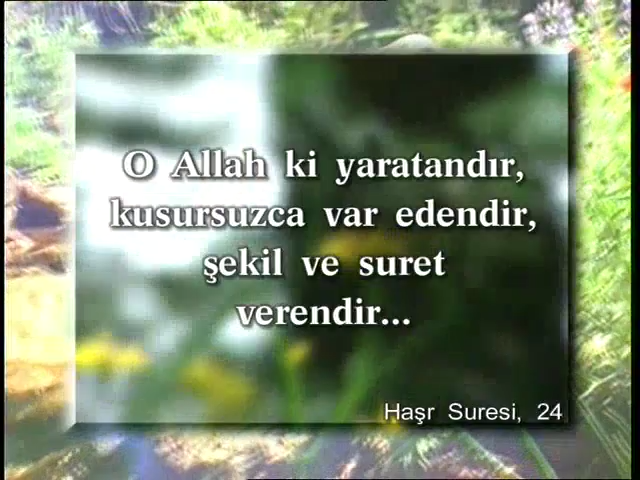 O Allah ki yaratandır,
kusursuzca var edendir,
şekil ve suret
verendir...
Haşr Suresi, 24